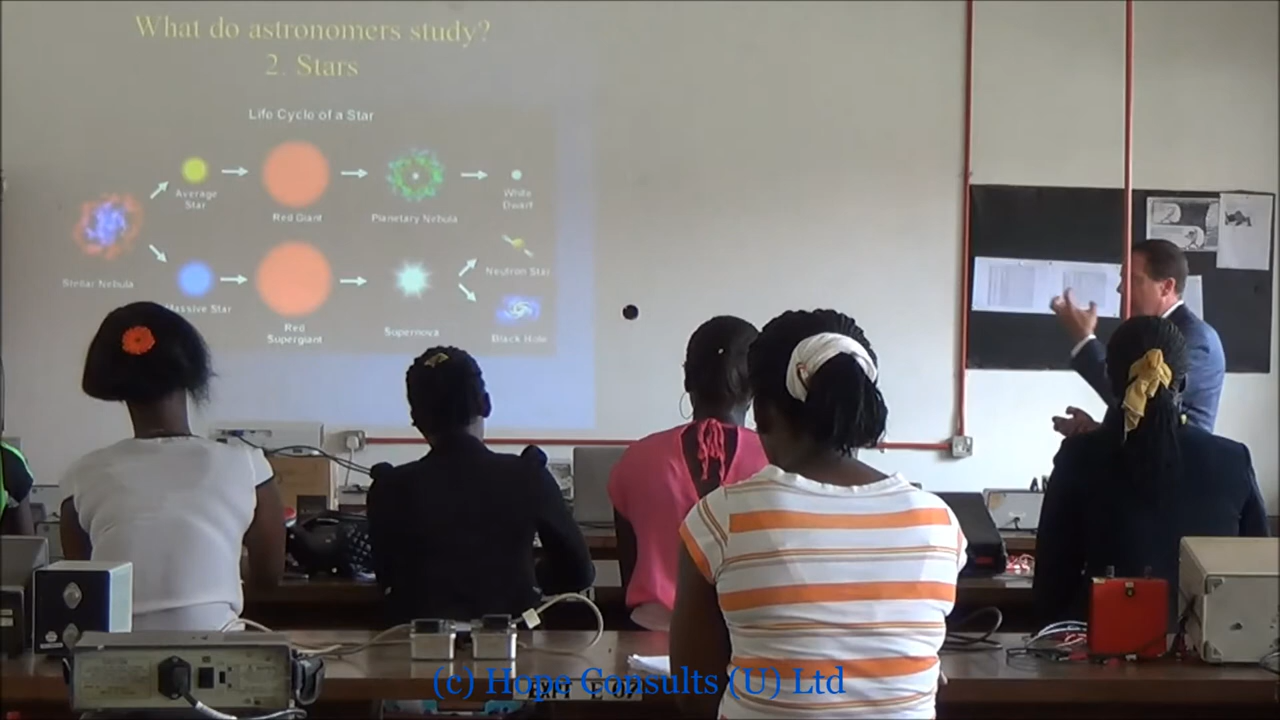 What do astronomers study?
2. Stars
Life Cycle of a Star
Average
Star
Red Giant
Planetary Nebula
White
Dwarf
Stellar Nebula
Massive Star
Red
Supergiant
Supernova
Neutron Star
Black Hole
(c) Hope Consults (U) Ltd